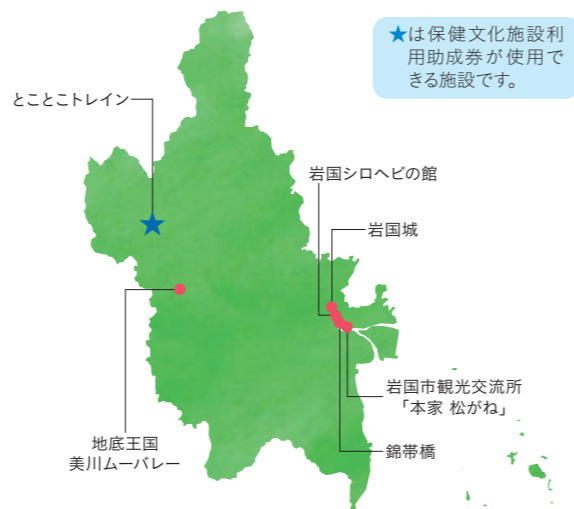 ★は保健文化施設利
用助成券が使用で
きる施設です。
とことこトレイン
岩国シロヘビの館
岩国城
岩国市観光交流所
「本家 松がね」
錦帯橋
地底王国
美川ムーバレー